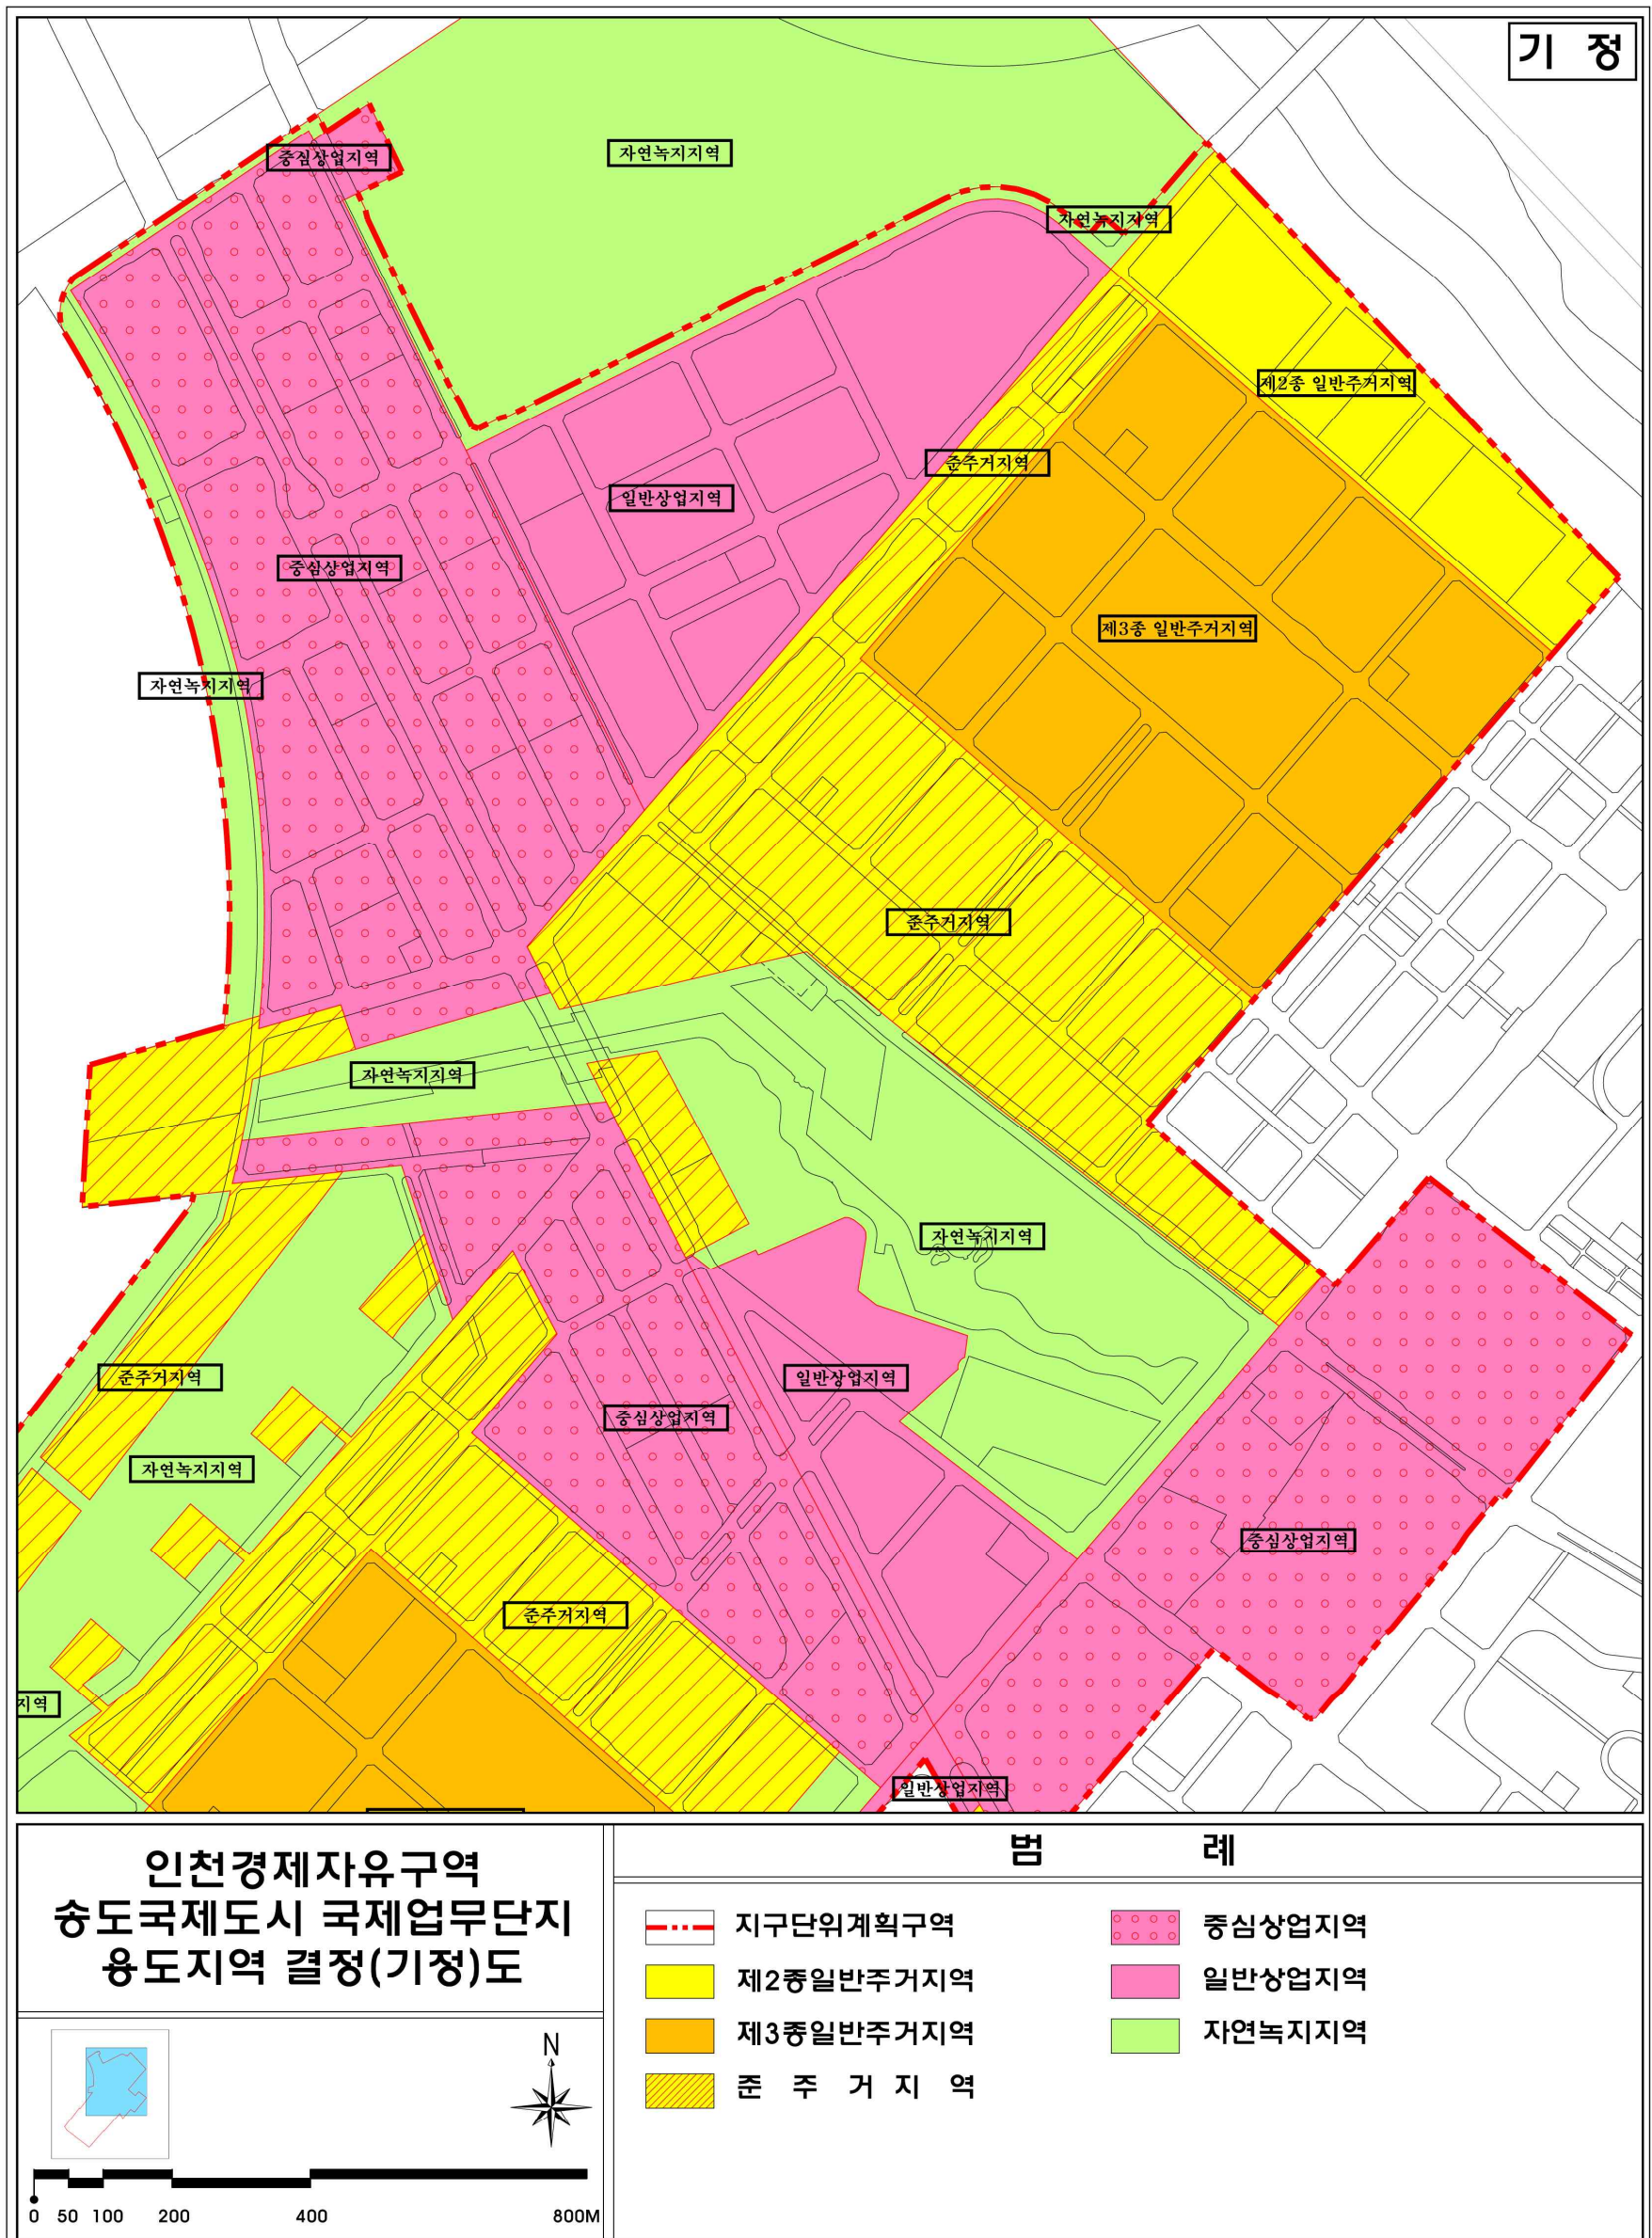 기 정
중심상업지역
자연녹지지역
자연녹지지역
제2종 일반주거지역
준주거지역
일반상업지역
중심상업지역
제3종 일반주거지역
자연녹지지역
준주거지역
자연녹지지역
자연녹지지역
준주거지역
일반상업지역
중심상업지역
자연녹지지역
중심상업지역
준주거지역
지역
일반상업지역
인천경제자유구역
송도국제도시 국제업무단지
용도지역 결정(기정)도
범 례
지구단위계획구역
중심상업지역
제2종일반주거지역
일반상업지역
제3종일반주거지역
자연녹지지역
준 주 거 지 역
N
0 50 100 200 400 800M